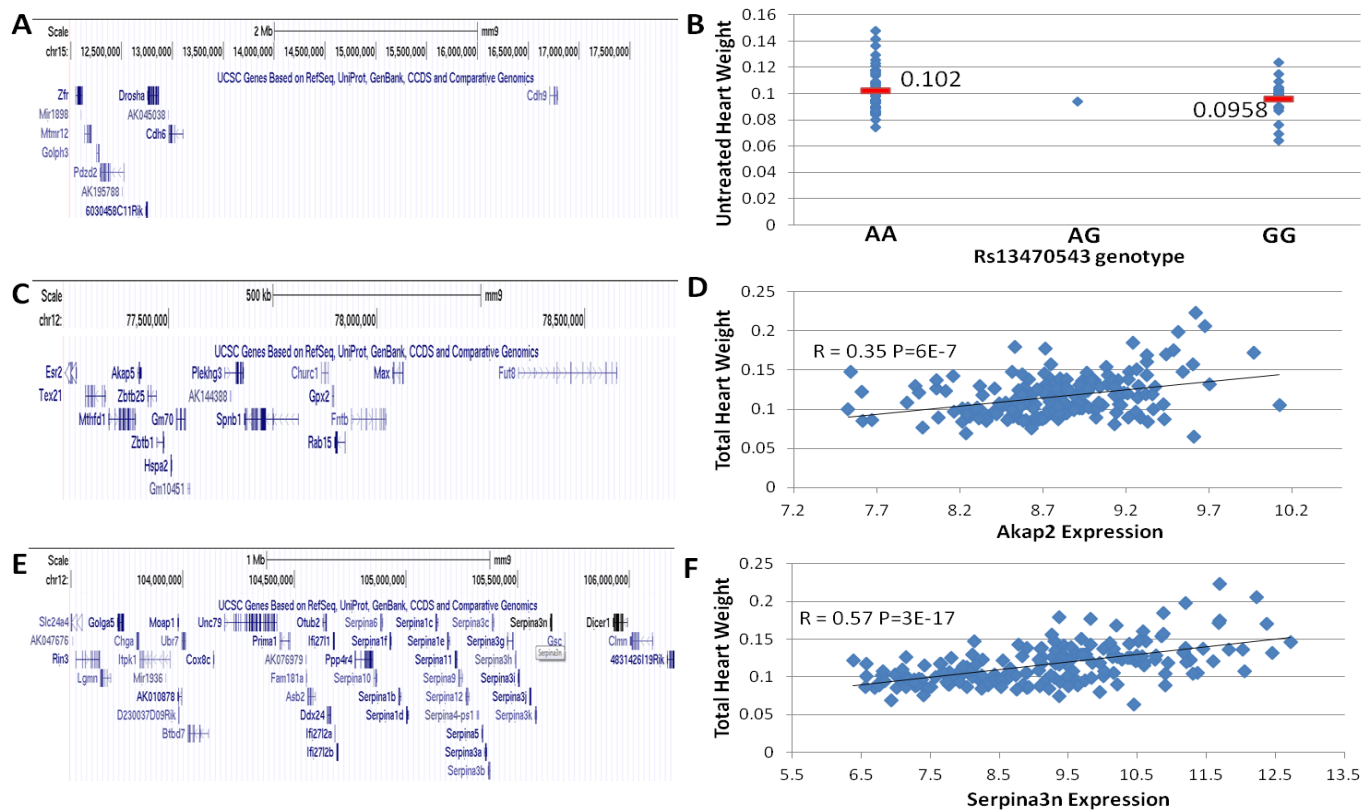 A
Scale 2 Mb mm9
chr15: 12,500,000 13,000,000 13,500,000 14,000,000 14,500,000 15,000,000 15,500,000 16,000,000 16,500,000 17,000,000 17,500,000
UCSC Genes Based on RefSeq, UniProt, GenBank, CCDS and Comparative Genomics
Zfr Drosha Cdh9
Mir1898 AK045038
Mtmr12 Cdh6
Golph3
Pdzd2
AK195788
6030458C11Rik
B
Untreated Heart Weight
0.16
0.14
0.12
0.1
0.08
0.06
0.04
0.02
0
0.102
0.0958
AA AG GG
Rs13470543 genotype
C
Scale 500 kb mm9
chr12: 77,500,000 78,000,000 78,500,000
UCSC Genes Based on RefSeq, UniProt, GenBank, CCDS and Comparative Genomics
Esr2 Akap5 Plekhg3 Churc1 Max Fut8
Tex21 Zbtb25 AK144388 Gpx2
Mthfd1 Gm70 Spnb1 Fntb
Zbtb1 Rab15
Hspa2
Gm10451
D
Total Heart Weight
0.25
0.2
0.15
0.1
0.05
0
R = 0.35 P=6E-7
7.2 7.7 8.2 8.7 9.2 9.7 10.2
Akap2 Expression
E
Scale 1 Mb mm9
chr12: 104,000,000 104,500,000 105,000,000 105,500,000 106,000,000
UCSC Genes Based on RefSeq, UniProt, GenBank, CCDS and Comparative Genomics
Slc24a4 Golga5 Moap1 Unc79 Otub2 Serpina6 Serpina1c Serpina3c Serpina3n Dicer1
AK047676 Chga Ubr7 Prima1 Ifi27l1 Serpina1f Serpina1e Serpina3g Gsc Clmn
Rin3 Itpk1 Cox8c AK076979 Ppp4r4 Serpina11 Serpina3h Serpina3n 4831426I19Rik
Lgmn Mir1936 Fam181a Serpina10 Serpina9 Serpina3i
AK010878 Asb2 Serpina1b Serpina12 Serpina3j
D230037D09Rik Ddx24 Serpina1d Serpina4-ps1 Serpina3k
Btbd7 Ifi27l2a Serpina5
Ifi27l2b Serpina3a
Serpina3b
F
Total Heart Weight
0.25
0.2
0.15
0.1
0.05
0
R = 0.57 P=3E-17
5.5 6.5 7.5 8.5 9.5 10.5 11.5 12.5 13.5
Serpina3n Expression